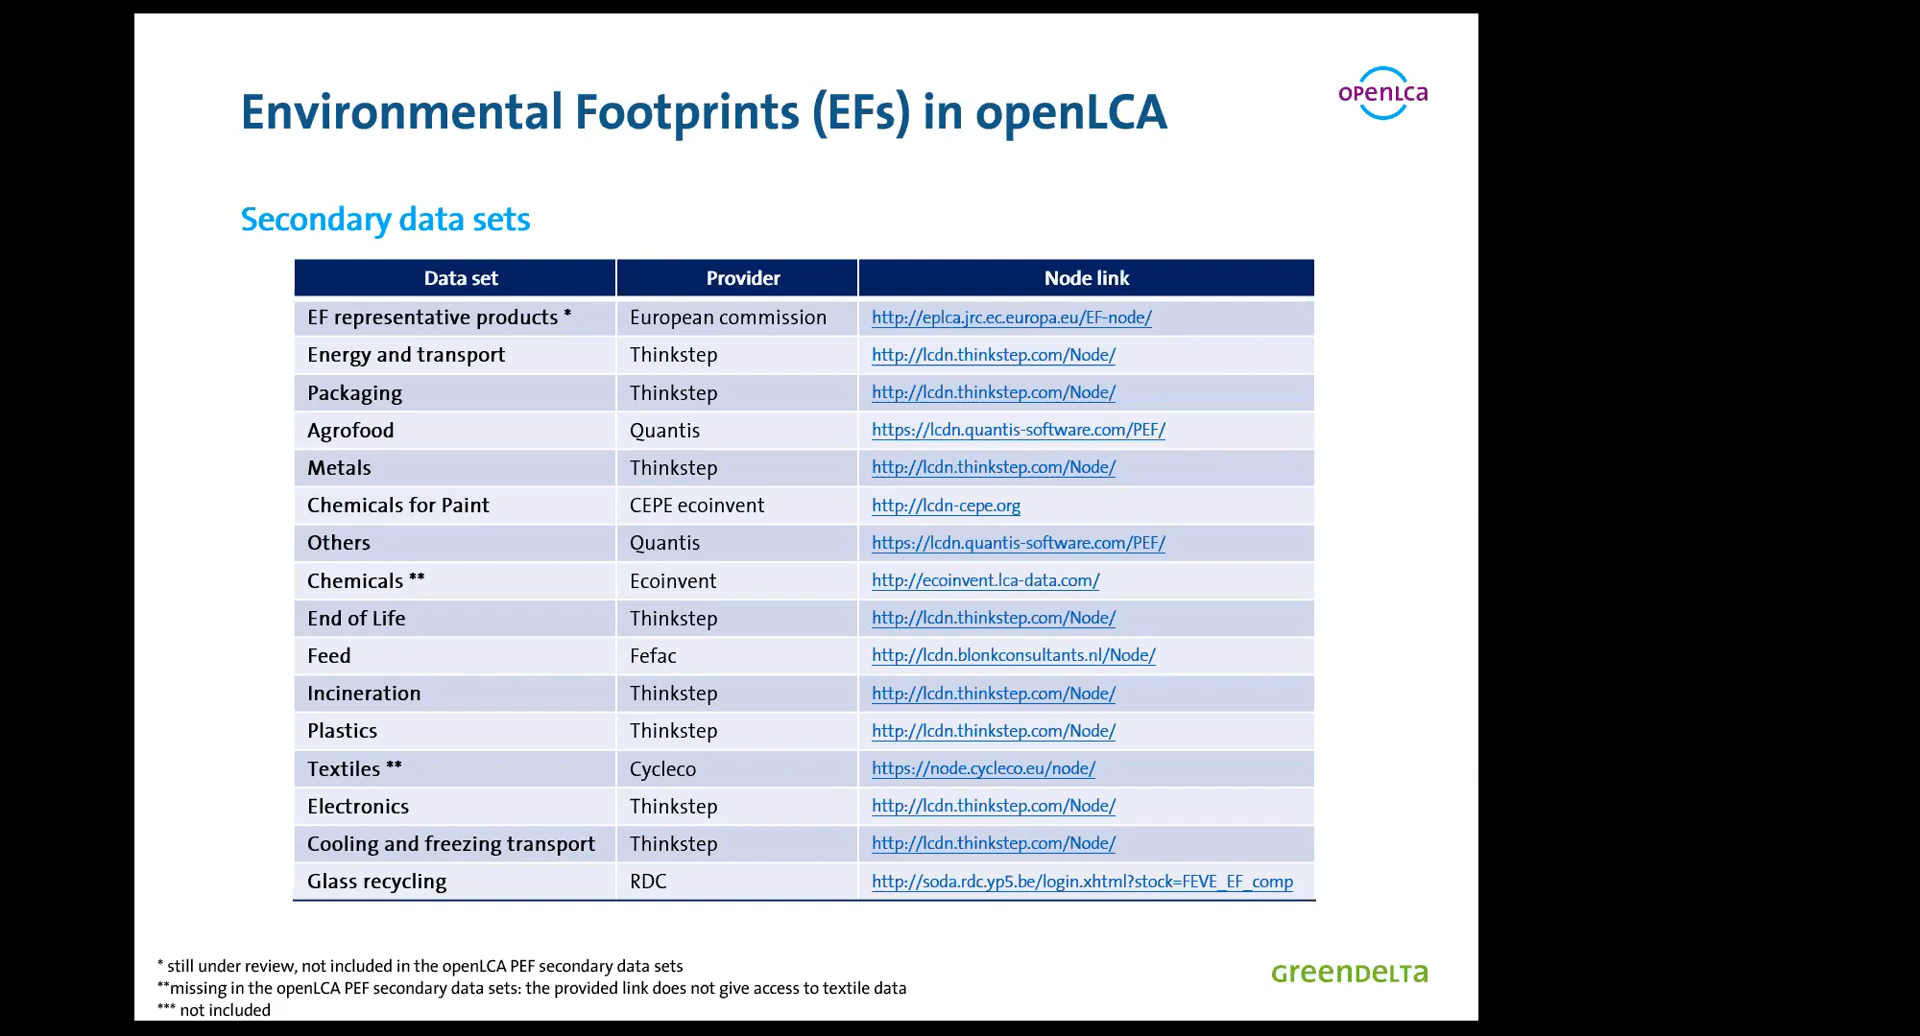 openLCa
Environmental Footprints (EFs) in openLCA
Secondary data sets
Data set Provider Node link
EF representative products * European commission http://eplca.jrc.ec.europa.eu/EF-node/
Energy and transport Thinkstep http://lcdn.thinkstep.com/Node/
Packaging Thinkstep http://lcdn.thinkstep.com/Node/
Agrofood Quantis https://lcdn.quantis-software.com/PEF/
Metals Thinkstep http://lcdn.thinkstep.com/Node/
Chemicals for Paint CEPE ecoinvent http://lcdn-cepe.org
Others Quantis https://lcdn.quantis-software.com/PEF/
Chemicals ** Ecoinvent http://ecoinvent.lca-data.com/
End of Life Thinkstep http://lcdn.thinkstep.com/Node/
Feed Fefac http://lcdn.blonkconsultants.nl/Node/
Incineration Thinkstep http://lcdn.thinkstep.com/Node/
Plastics Thinkstep http://lcdn.thinkstep.com/Node/
Textiles ** Cycleco https://node.cycleco.eu/node/
Electronics Thinkstep http://lcdn.thinkstep.com/Node/
Cooling and freezing transport Thinkstep http://lcdn.thinkstep.com/Node/
Glass recycling RDC http://soda.rdc.yp5.be/login.xhtml?stock=FEVE_EF_comp
* still under review, not included in the openLCA PEF secondary data sets
**missing in the openLCA PEF secondary data sets: the provided link does not give access to textile data
*** not included
GreenDelta